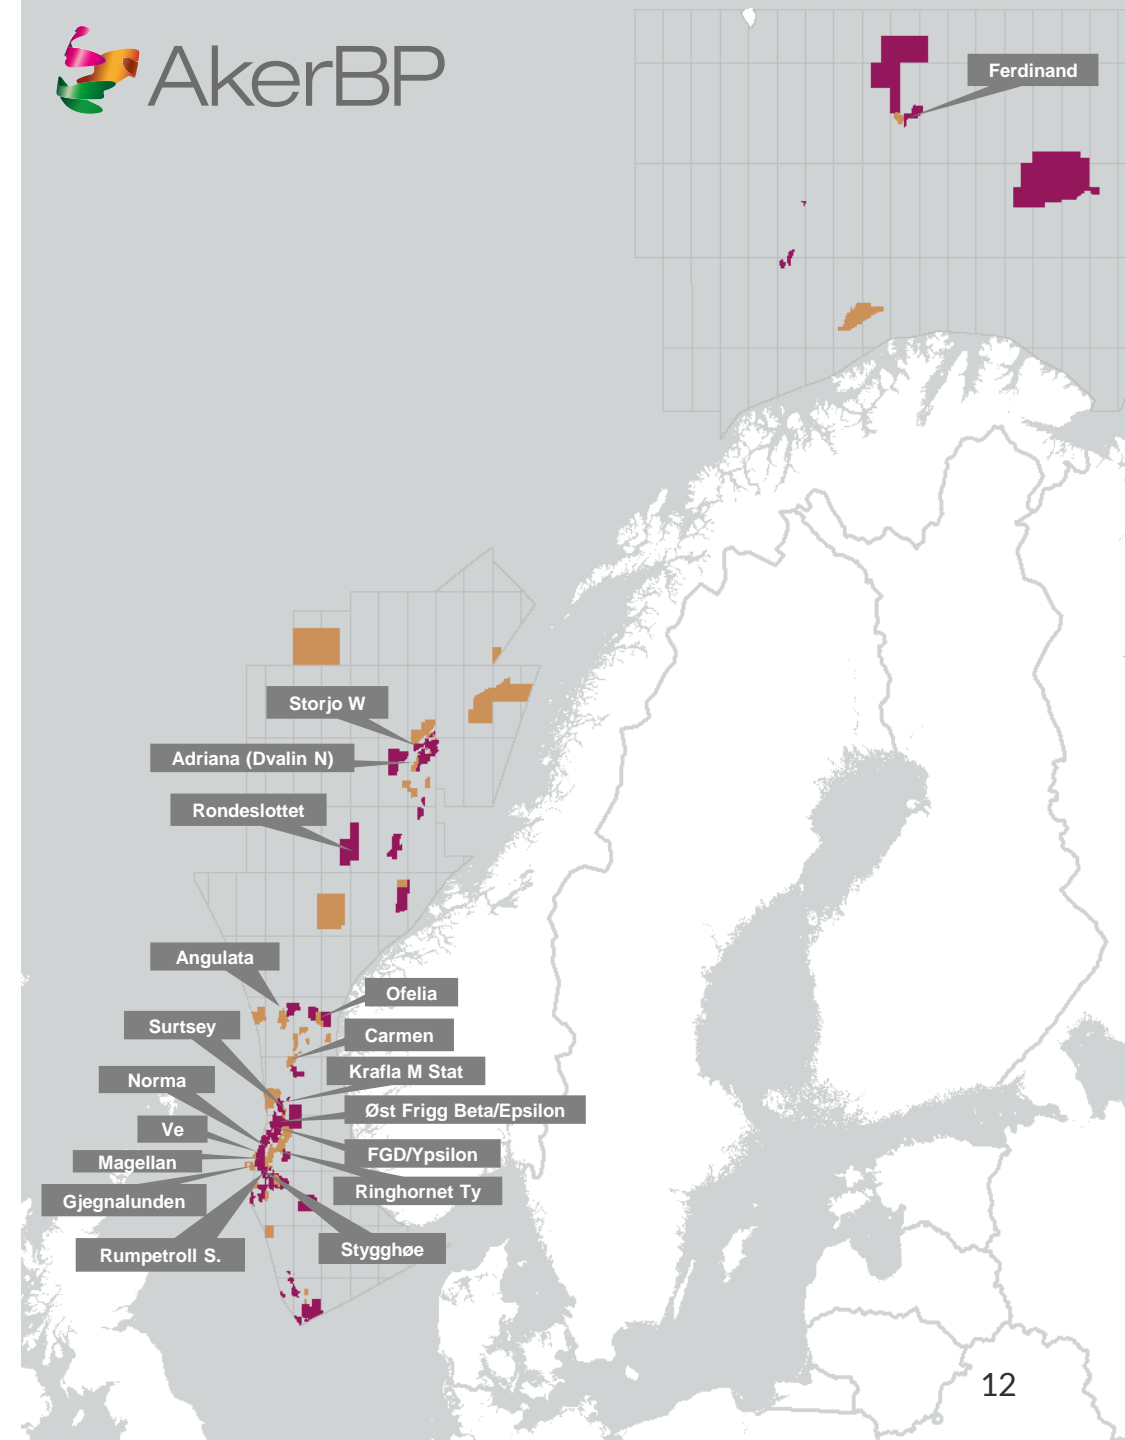 AkerBP
Ferdinand
Storjo W
Adriana (Dvalin N)
Rondeslottet
Angulata
Ofelia
Surtsey
Carmen
Krafla M Stat
Norma
Øst Frigg Beta/Epsilon
Ve
FGD/Ypsilon
Magellan
Ringhornet Ty
Gjegnalunden
Stygghøe
Rumpetroll S.
12